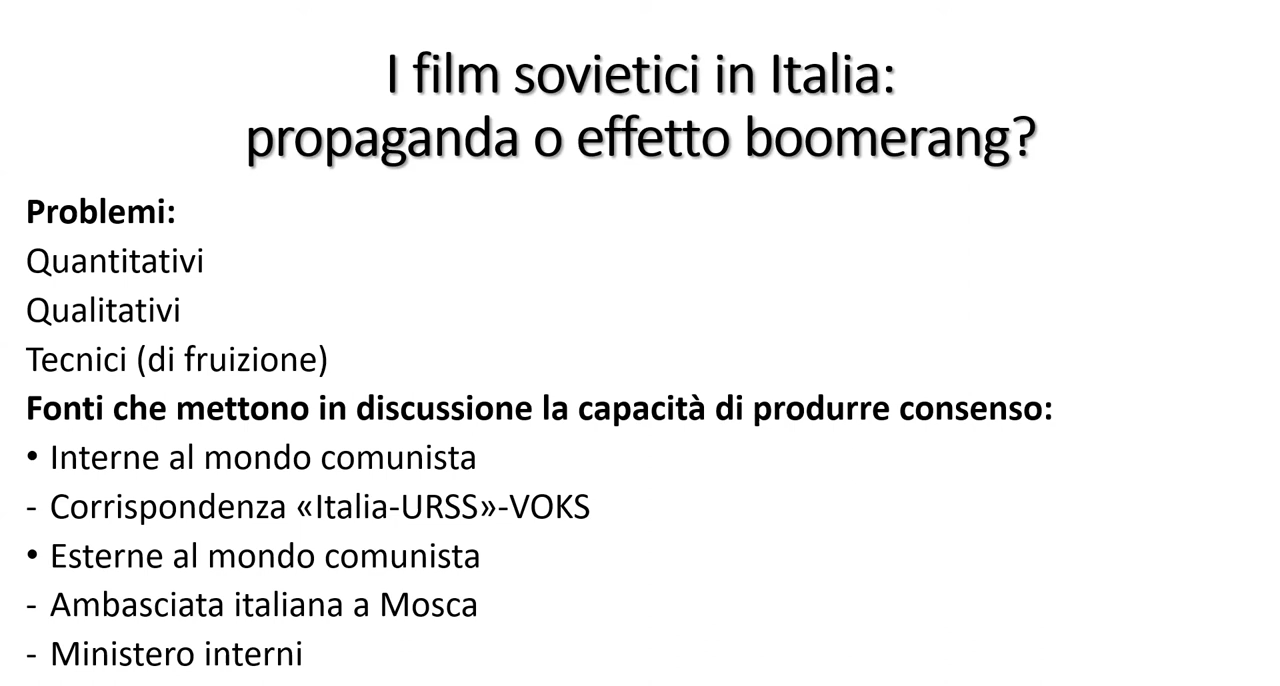 I film sovietici in Italia:
propaganda o effetto boomerang?
Problemi:
Quantitativi
Qualitativi
Tecnici (di fruizione)
Fonti che mettono in discussione la capacità di produrre consenso:
• Interne al mondo comunista
- Corrispondenza «Italia-URSS»-VOKS
• Esterne al mondo comunista
- Ambasciata italiana a Mosca
- Ministero interni